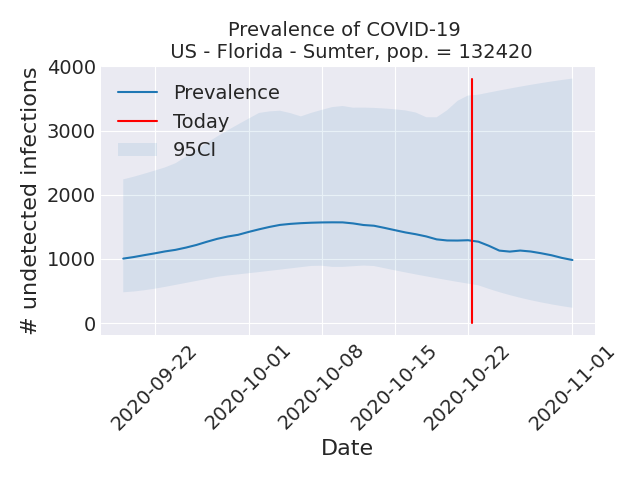 Prevalence of COVID-19
US - Florida - Sumter, pop. = 132420
# undetected infections
4000
3000
2000
1000
0
Prevalence
Today
95CI
2020-09-22
2020-10-01
2020-10-08
2020-10-15
2020-10-22
2020-11-01
Date